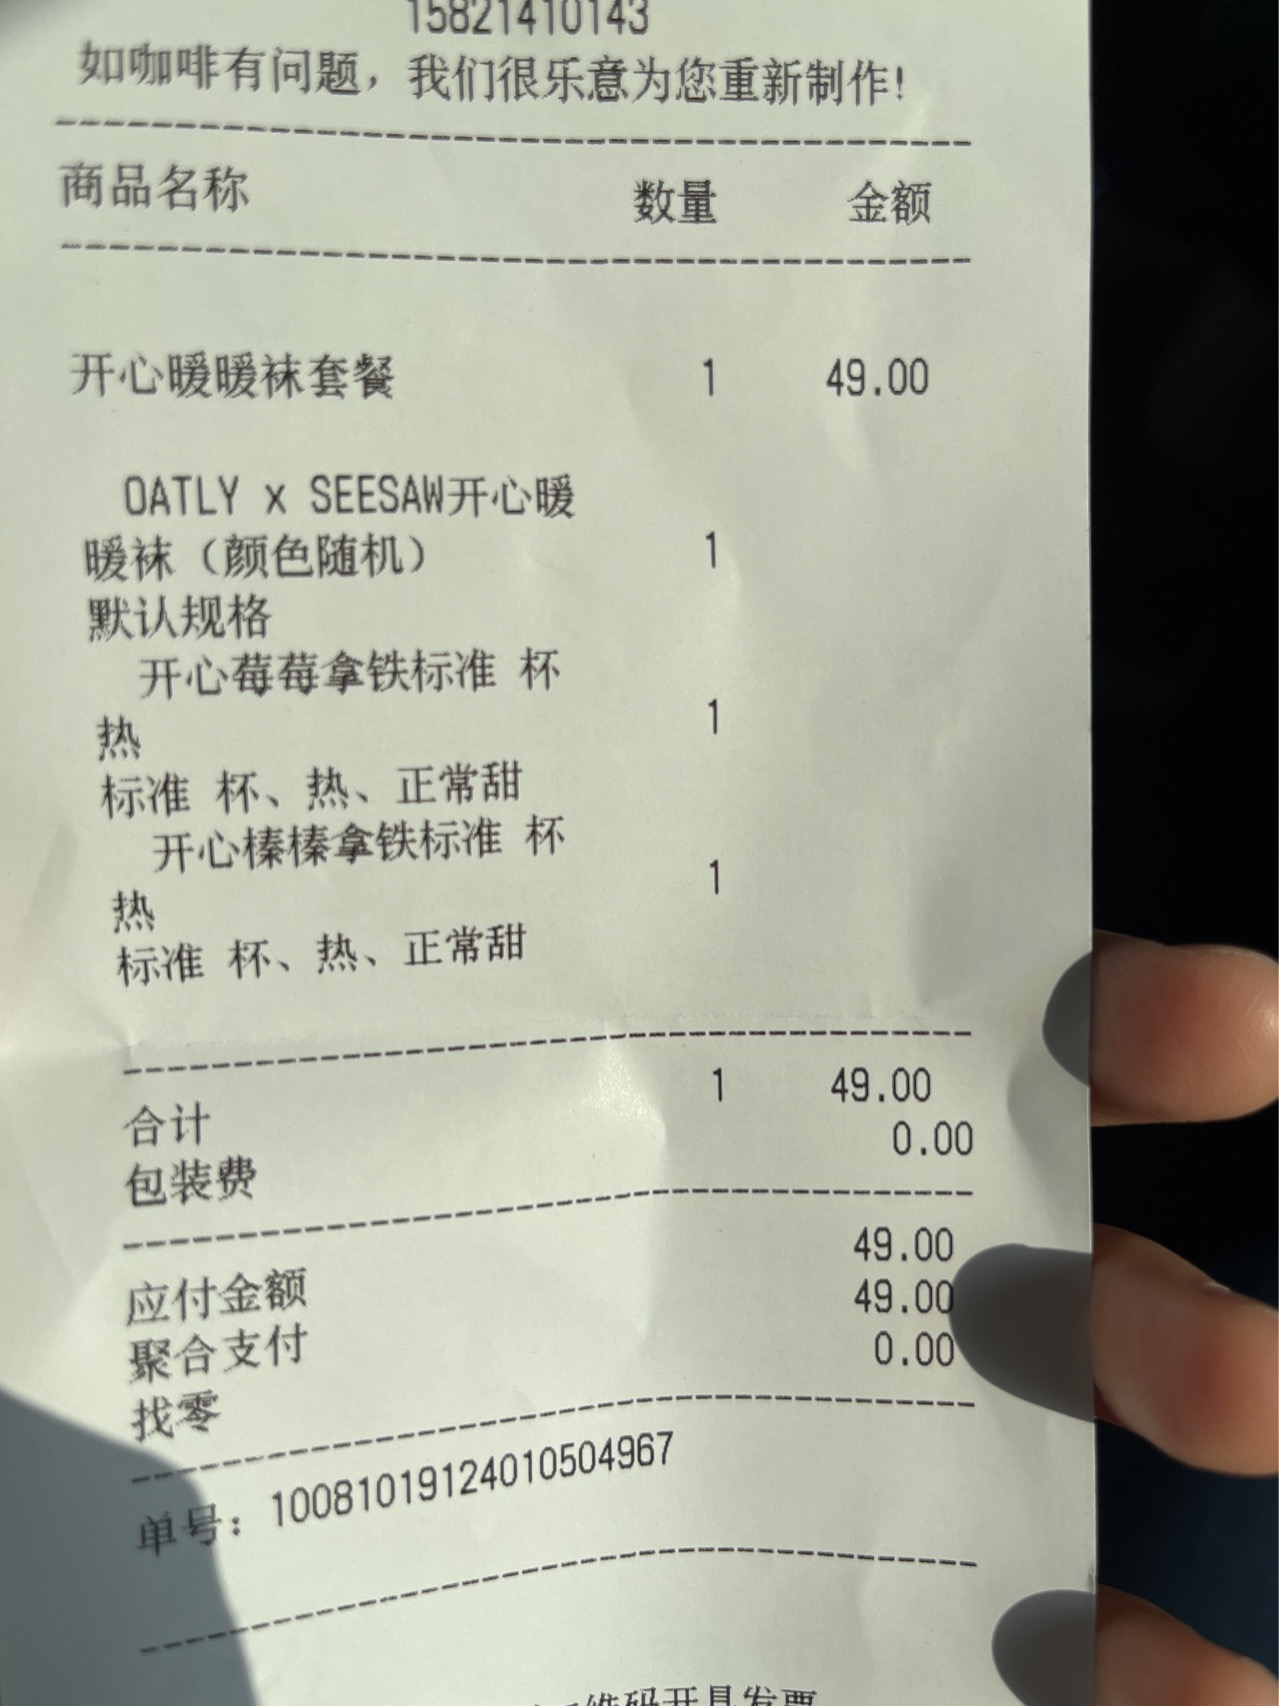 15821410143
如咖啡有问题，我们很乐意为您重新制作!
商品名称 数量 金额
开心暖暖袜套餐 1 49.00
OATLY x SEESAW开心暖
暖袜（颜色随机） 1
默认规格
开心莓莓拿铁标准 杯
热 1
标准 杯、热、正常甜
开心榛榛拿铁标准 杯
热 1
标准 杯、热、正常甜
合计 1 49.00
包装费 0.00
应付金额 49.00
聚合支付 49.00
找零 0.00
单号: 10081019124010504967
维码开具发票